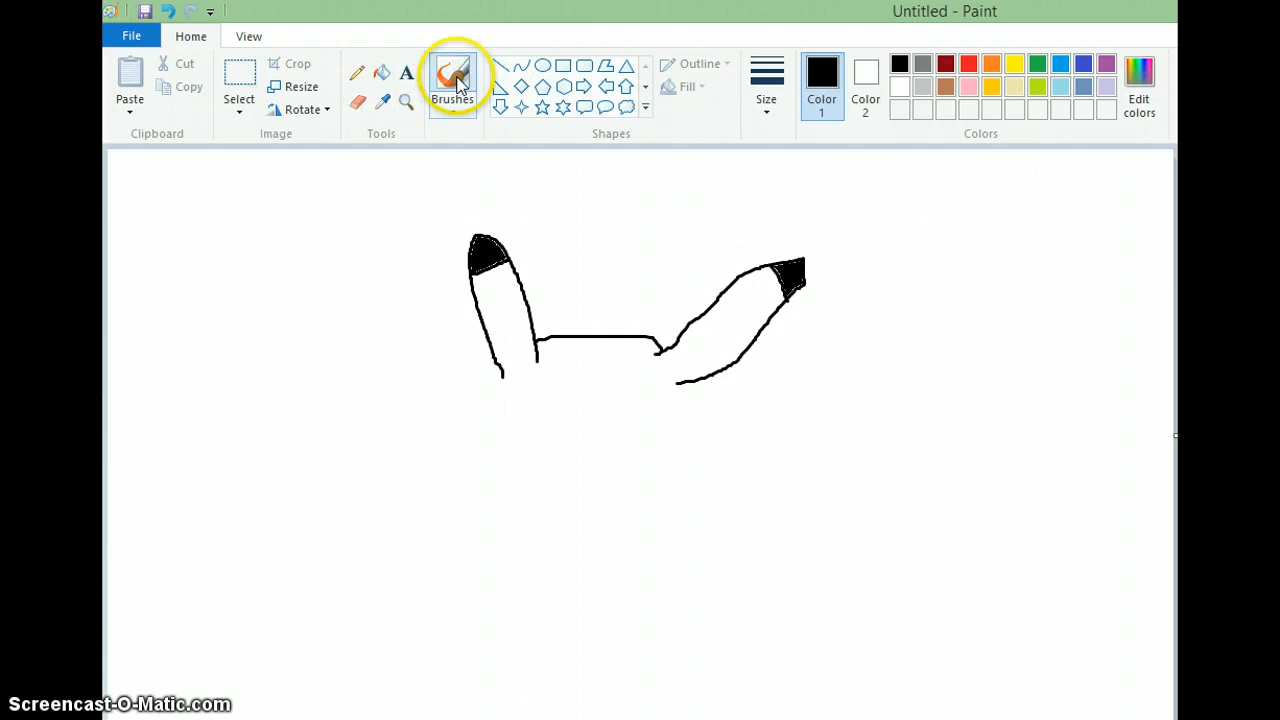 Untitled - Paint
File Home View
Paste Cut Copy
Clipboard
Select Crop Resize Rotate
Image
A
Tools
Brushes
Outline Fill
Shapes
Size
Color 1 Color 2 Edit colors
Colors
Screencast-O-Matic.com